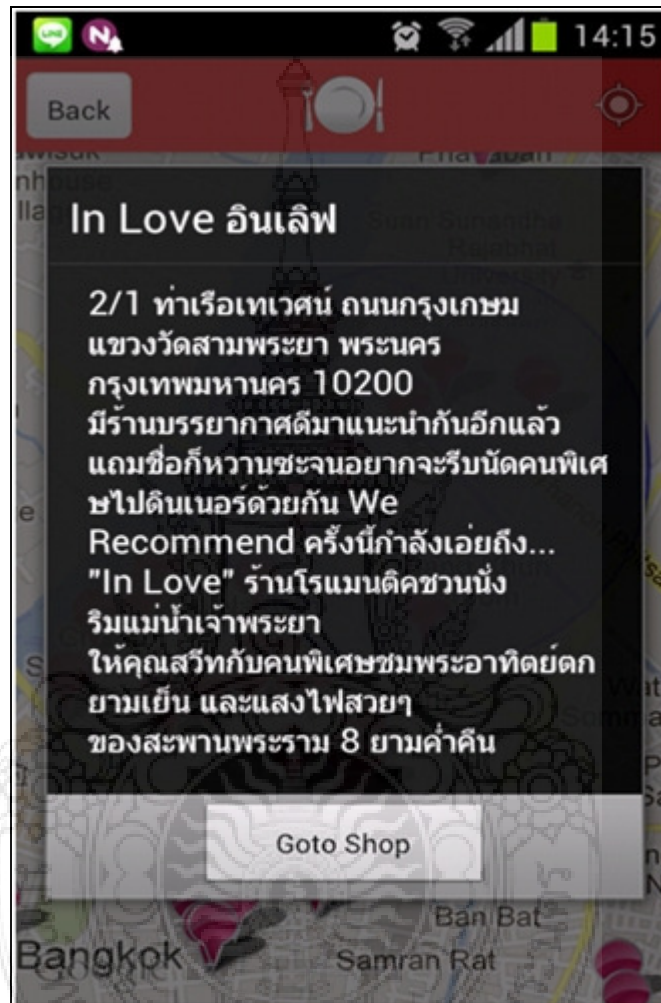 14:15
Back
Phayaban
Suan Sunandha
Rajabhat
University
In Love อินเลิฟ
2/1 ท่าเรือเทเวศน์ ถนนกรุงเกษม
แขวงวัดสามพระยา พระนคร
กรุงเทพมหานคร 10200
มีร้านบรรยากาศดีมาแนะนำกันอีกแล้ว
แถมชื่อก็หวานซะจนอยากจะรีบนัดคนพิเศ
ษไปดินเนอร์ด้วยกัน We
Recommend ครั้งนี้กำลังเอ่ยถึง...
"In Love" ร้านโรแมนติคชวนนั่ง
ริมแม่น้ำเจ้าพระยา
ให้คุณสวีทกับคนพิเศษชมพระอาทิตย์ตก
ยามเย็น และแสงไฟสวยๆ
ของสะพานพระราม 8 ยามค่ำคืน
Goto Shop
Ban Bat
Bangkok
Samran Rat